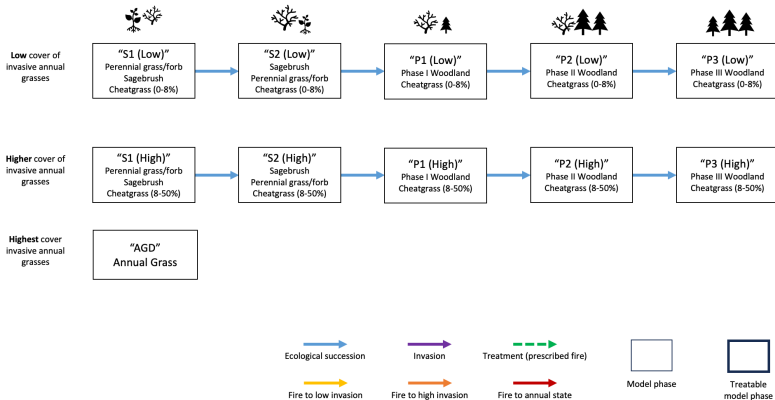 Low cover of
invasive annual
grasses
"S1 (Low)"
Perennial grass/forb
Sagebrush
Cheatgrass (0-8%)
"S2 (Low)"
Sagebrush
Perennial grass/forb
Cheatgrass (0-8%)
"P1 (Low)"
Phase I Woodland
Cheatgrass (0-8%)
"P2 (Low)"
Phase II Woodland
Cheatgrass (0-8%)
"P3 (Low)"
Phase III Woodland
Cheatgrass (0-8%)
Higher cover of
invasive annual
grasses
"S1 (High)"
Perennial grass/forb
Sagebrush
Cheatgrass (8-50%)
"S2 (High)"
Sagebrush
Perennial grass/forb
Cheatgrass (8-50%)
"P1 (High)"
Phase I Woodland
Cheatgrass (8-50%)
"P2 (High)"
Phase II Woodland
Cheatgrass (8-50%)
"P3 (High)"
Phase III Woodland
Cheatgrass (8-50%)
Highest cover
invasive annual
grasses
"AGD"
Annual Grass
Ecological succession
Invasion
Treatment (prescribed fire)
Fire to low invasion
Fire to high invasion
Fire to annual state
Model phase
Treatable
model phase